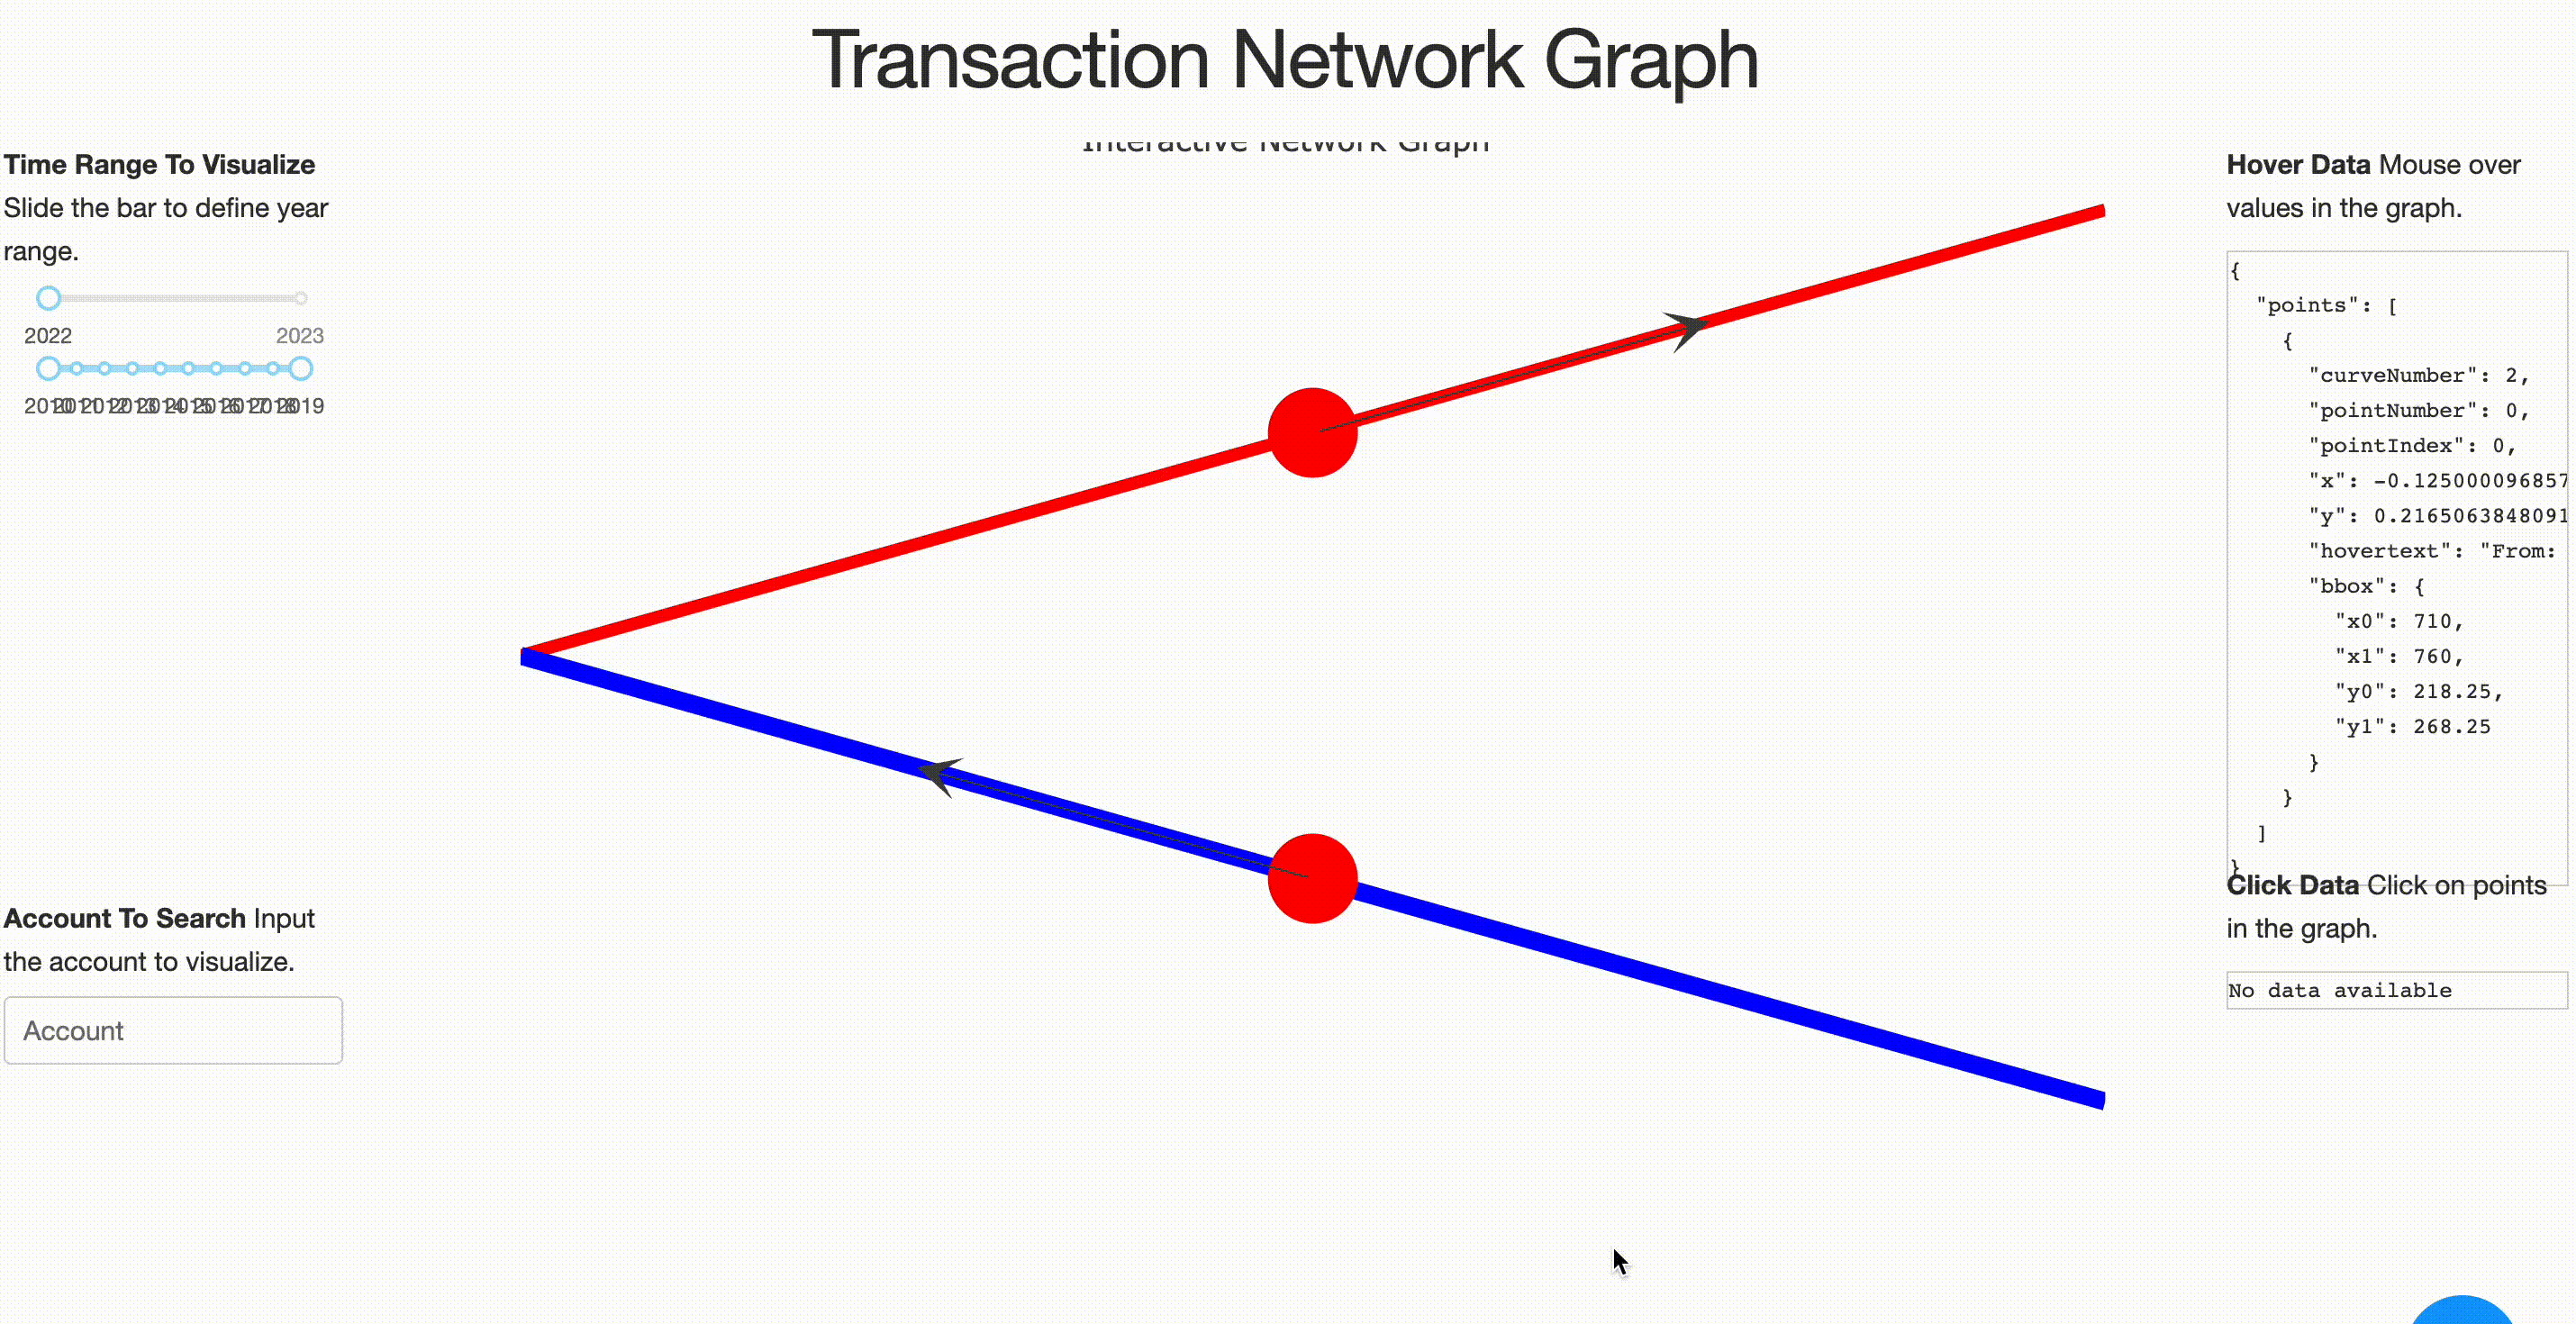 Transaction Network Graph
Interactive Network Graph
Time Range To Visualize
Slide the bar to define year
range.
2022 2023
2010 2011 2012 2013 2014 2015 2016 2017 2018 2019
Account To Search Input
the account to visualize.
Account
Hover Data Mouse over
values in the graph.
{
"points": [
{
"curveNumber": 2,
"pointNumber": 0,
"pointIndex": 0,
"x": -0.125000096857
"y": 0.2165063848091
"hovertext": "From:
"bbox": {
"x0": 710,
"x1": 760,
"y0": 218.25,
"y1": 268.25
}
}
]
}
Click Data Click on points
in the graph.
No data available